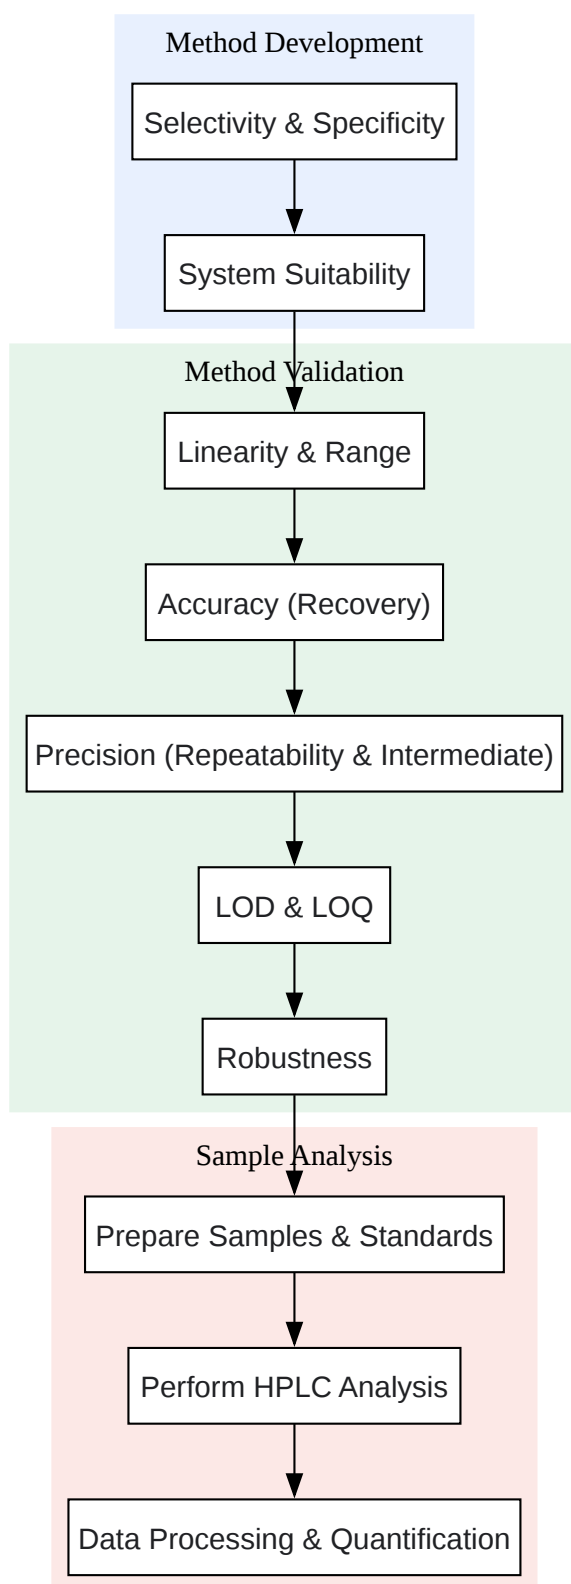 Method Development
Selectivity & Specificity
System Suitability
Method Validation
Linearity & Range
Accuracy (Recovery)
Precision (Repeatability & Intermediate)
LOD & LOQ
Robustness
Sample Analysis
Prepare Samples & Standards
Perform HPLC Analysis
Data Processing & Quantification